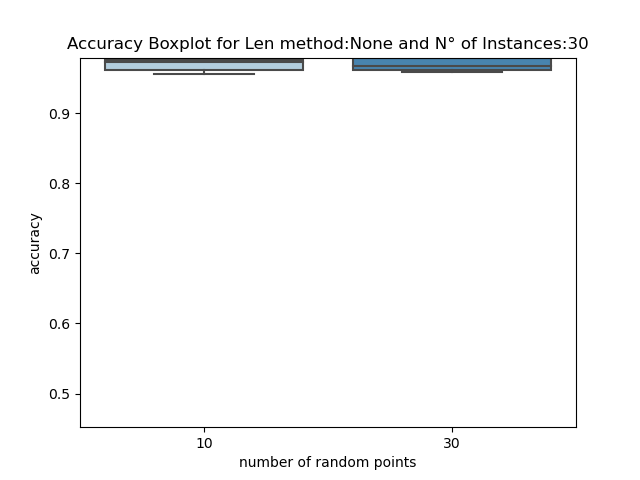 Accuracy Boxplot for Len method:None and N° of Instances:30
0.9
0.8
0.7
0.6
0.5
accuracy
10
30
number of random points